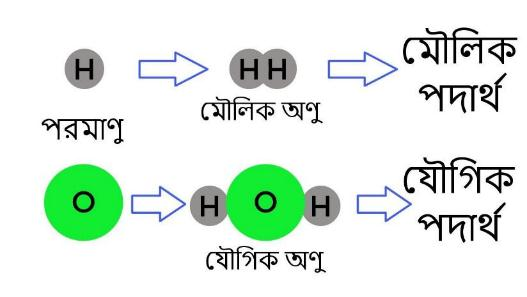 H
HH
মৌলিক
পদার্থ
মৌলিক অণু
পরমাণু
O
H O H
যৌগিক
পদার্থ
যৌগিক অণু